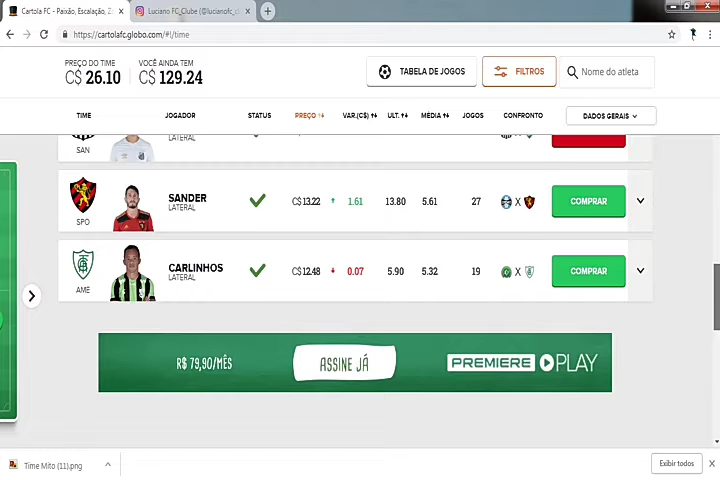 Cartola FC - Paixão, Escalação, Z
Luciano FC_Clube (@lucianofc_cl
https://cartolafc.globo.com/#!/time
PREÇO DO TIME
C$ 26.10
VOCÊ AINDA TEM
C$ 129.24
TABELA DE JOGOS
FILTROS
Nome do atleta
TIME
JOGADOR
STATUS
PREÇO
VAR.(C$)
ULT.
MÉDIA
JOGOS
CONFRONTO
DADOS GERAIS
SAN
LATERAL
SPO
SANDER
LATERAL
C$ 13.22
1.61
13.80
5.61
27
X
COMPRAR
AME
CARLINHOS
LATERAL
C$ 12.48
0.07
5.90
5.32
19
X
COMPRAR
R$ 79,90/MÊS
ASSINE JÁ
PREMIERE PLAY
Time Mito (11).png
Exibir todos